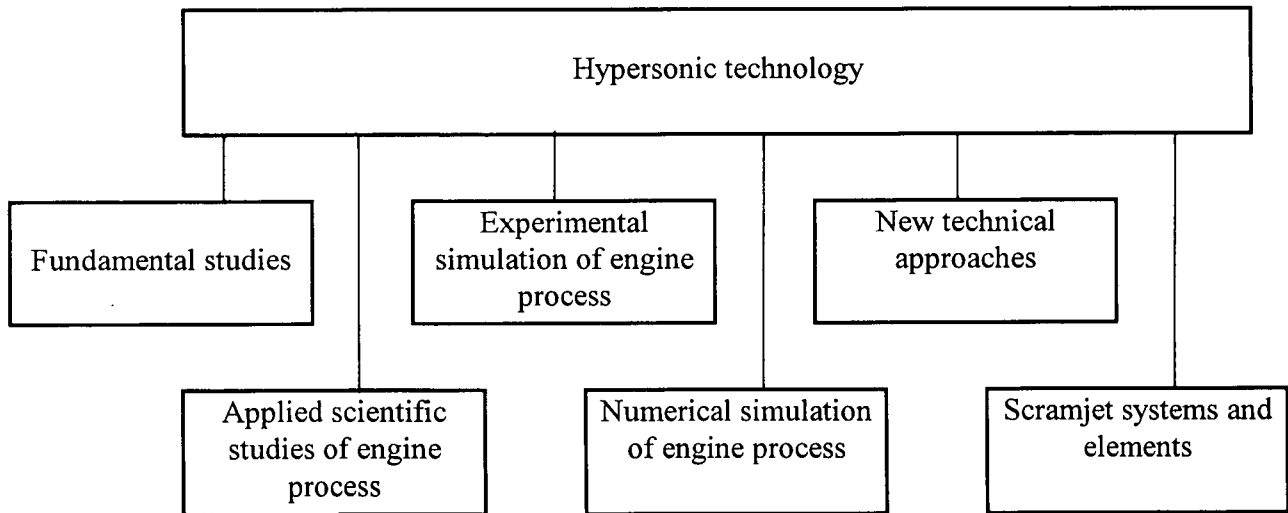 Hypersonic technology
Fundamental studies
Experimental
simulation of engine
process
New technical
approaches
Applied scientific
studies of engine
process
Numerical simulation
of engine process
Scramjet systems and
elements